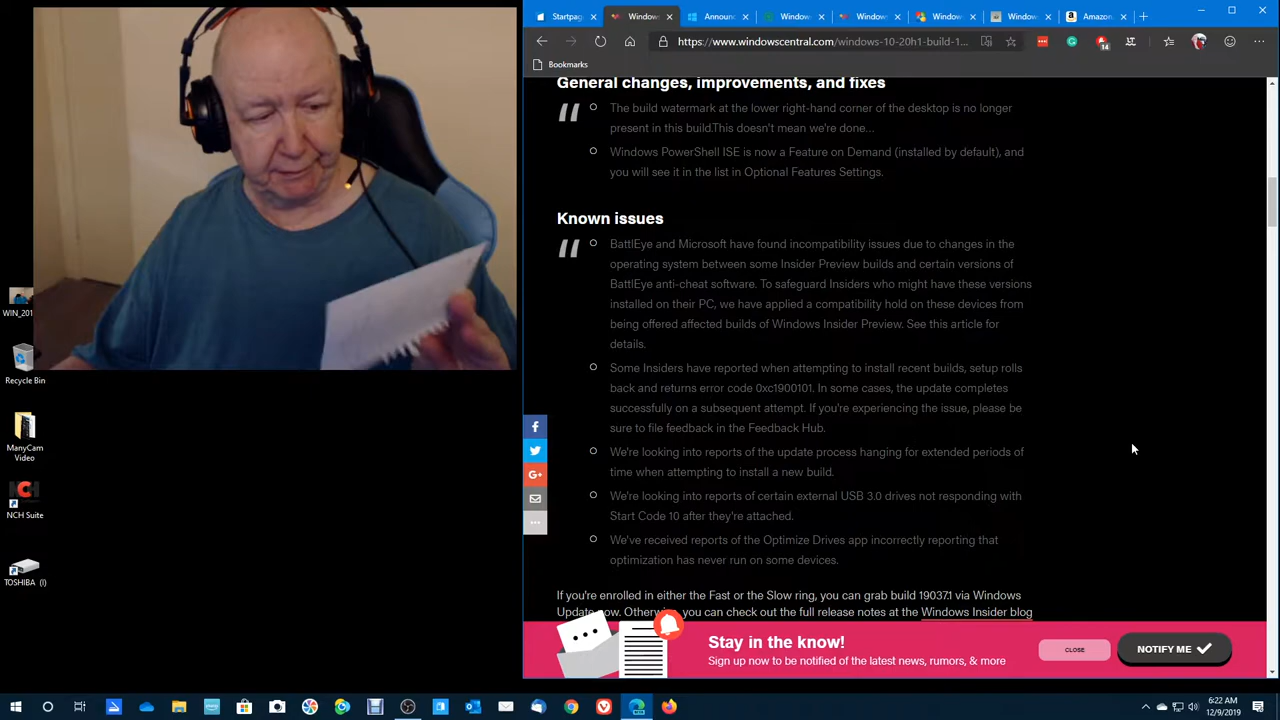 Startpag
Windows
Announc
Window
Windows
Window
Windows
Amazon.
https://www.windowscentral.com/windows-10-20h1-build-1...
14
Bookmarks
General changes, improvements, and fixes
The build watermark at the lower right-hand corner of the desktop is no longer
present in this build.This doesn't mean we're done...
Windows PowerShell ISE is now a Feature on Demand (installed by default), and
you will see it in the list in Optional Features Settings.
Known issues
BattlEye and Microsoft have found incompatibility issues due to changes in the
operating system between some Insider Preview builds and certain versions of
BattlEye anti-cheat software. To safeguard Insiders who might have these versions
installed on their PC, we have applied a compatibility hold on these devices from
being offered affected builds of Windows Insider Preview. See this article for
details.
Some Insiders have reported when attempting to install recent builds, setup rolls
back and returns error code 0xc1900101. In some cases, the update completes
successfully on a subsequent attempt. If you're experiencing the issue, please be
sure to file feedback in the Feedback Hub.
We're looking into reports of the update process hanging for extended periods of
time when attempting to install a new build.
We're looking into reports of certain external USB 3.0 drives not responding with
Start Code 10 after they're attached.
We've received reports of the Optimize Drives app incorrectly reporting that
optimization has never run on some devices.
If you're enrolled in either the Fast or the Slow ring, you can grab build 19037.1 via Windows
Update now. Otherwise, you can check out the full release notes at the Windows Insider blog
Stay in the know!
Sign up now to be notified of the latest news, rumors, & more
CLOSE
NOTIFY ME
WIN_201
Recycle Bin
ManyCam
Video
NCH Suite
TOSHIBA (I)
6:22 AM
12/9/2019